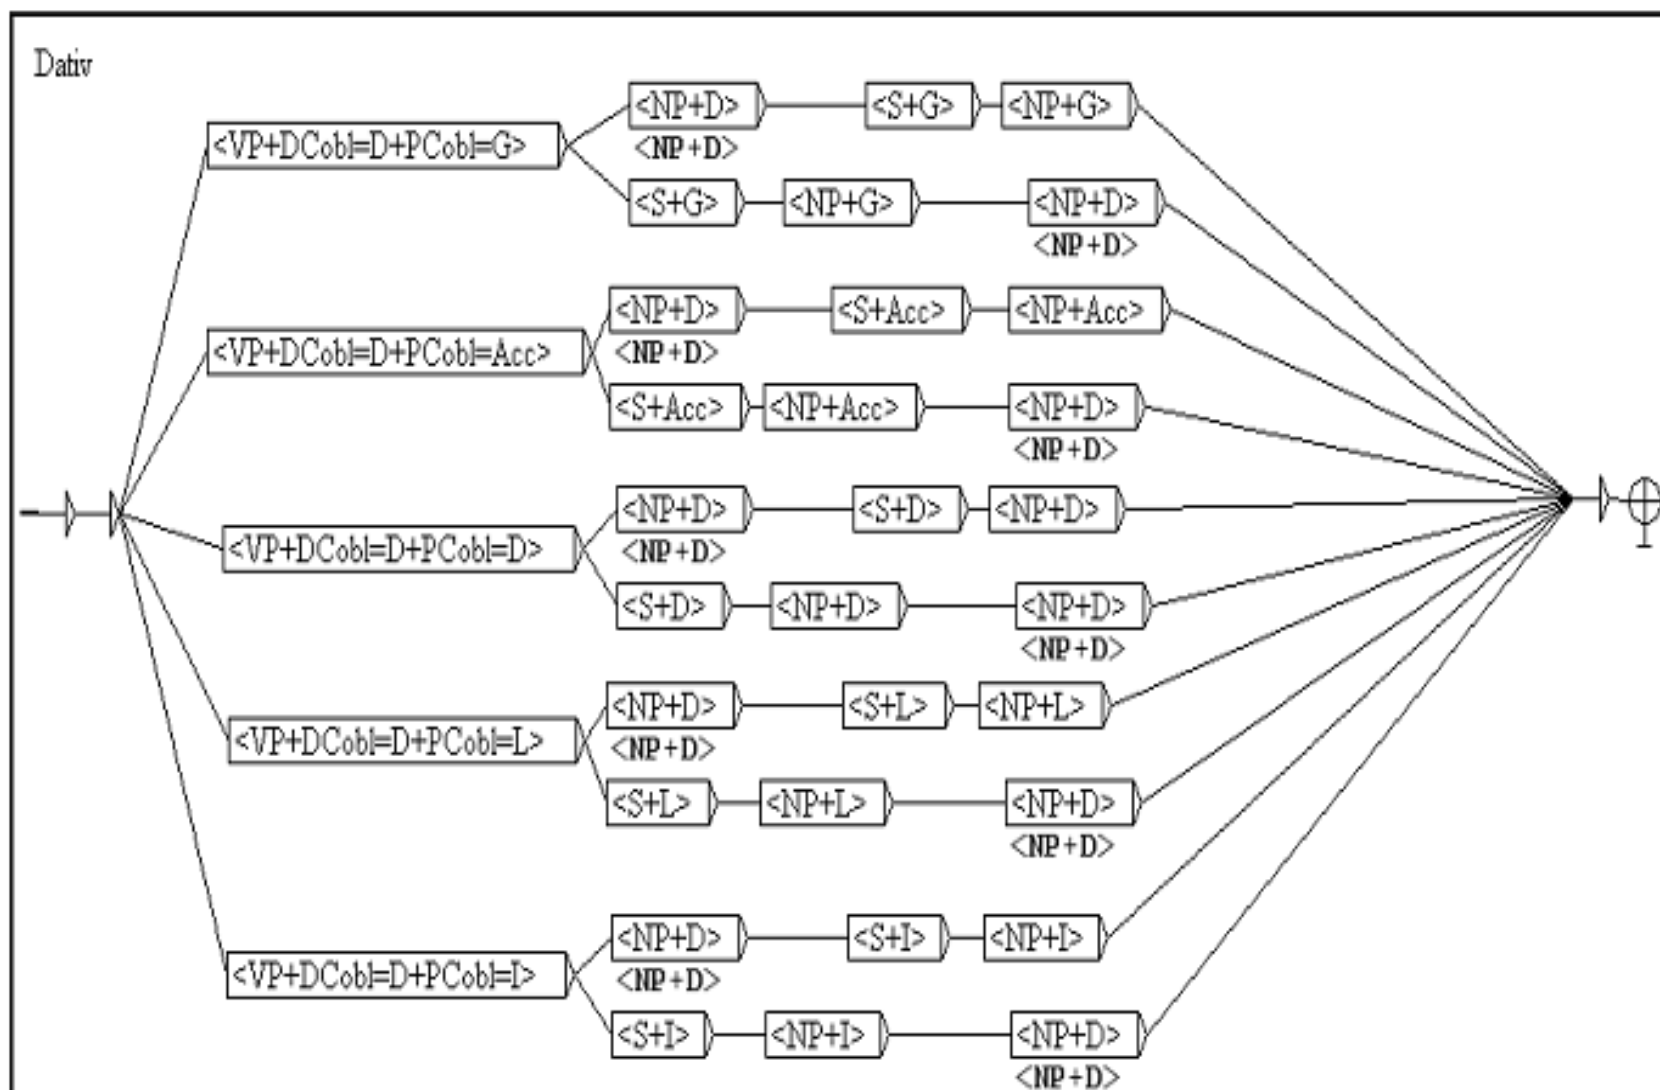 Dativ
<VP+DCobl=D+PCobl=G>
<NP+D> <S+G> <NP+G>
<NP+D>
<S+G> <NP+G> <NP+D>
<NP+D>
<VP+DCobl=D+PCobl=Acc>
<NP+D> <S+Acc> <NP+Acc>
<NP+D>
<S+Acc> <NP+Acc> <NP+D>
<NP+D>
<VP+DCobl=D+PCobl=D>
<NP+D> <S+D> <NP+D>
<NP+D>
<S+D> <NP+D> <NP+D>
<NP+D>
<VP+DCobl=D+PCobl=L>
<NP+D> <S+L> <NP+L>
<NP+D>
<S+L> <NP+L> <NP+D>
<NP+D>
<VP+DCobl=D+PCobl=I>
<NP+D> <S+I> <NP+I>
<NP+D>
<S+I> <NP+I> <NP+D>
<NP+D>